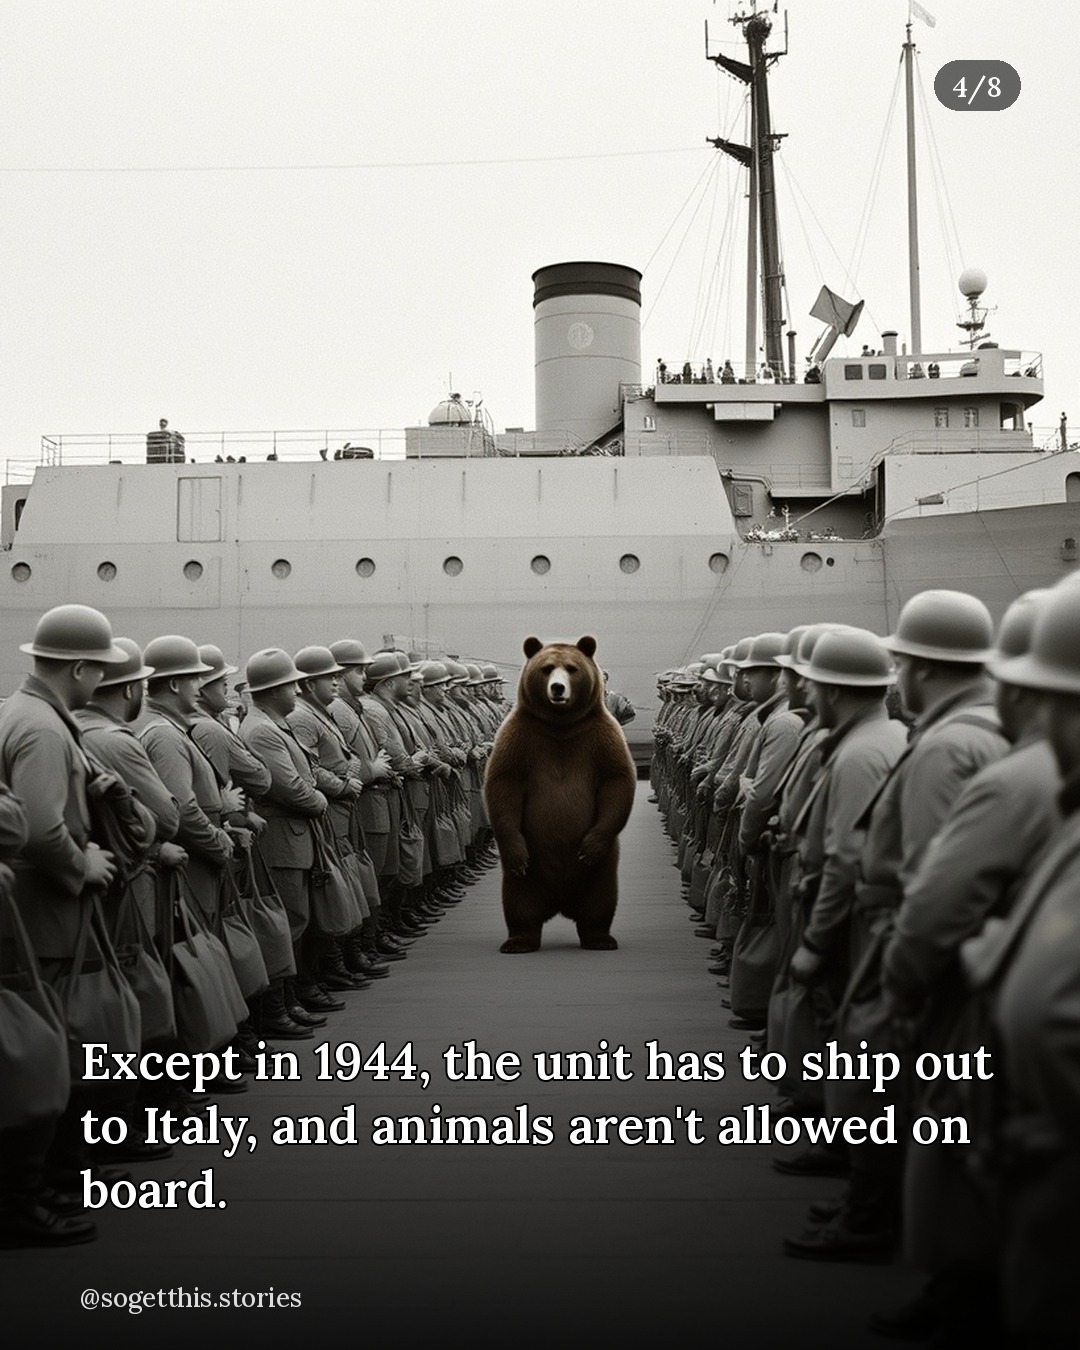 4/8
Except in 1944, the unit has to ship out
to Italy, and animals aren't allowed on
board.
@sogetthis.stories